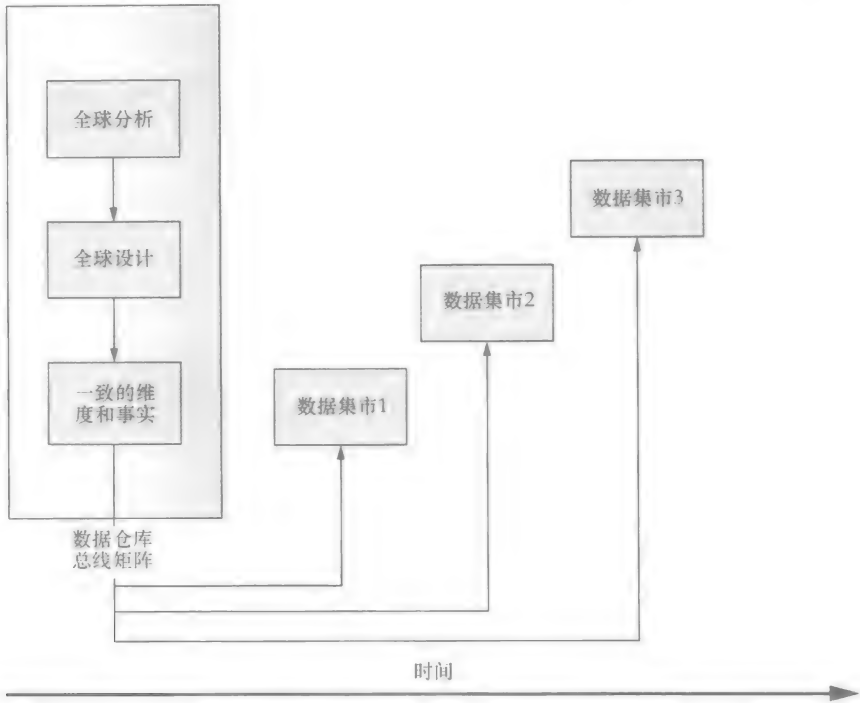 全球分析
全球设计
一致的维
度和事实
数据仓库
总线矩阵
数据集市1
数据集市2
数据集市3
时间